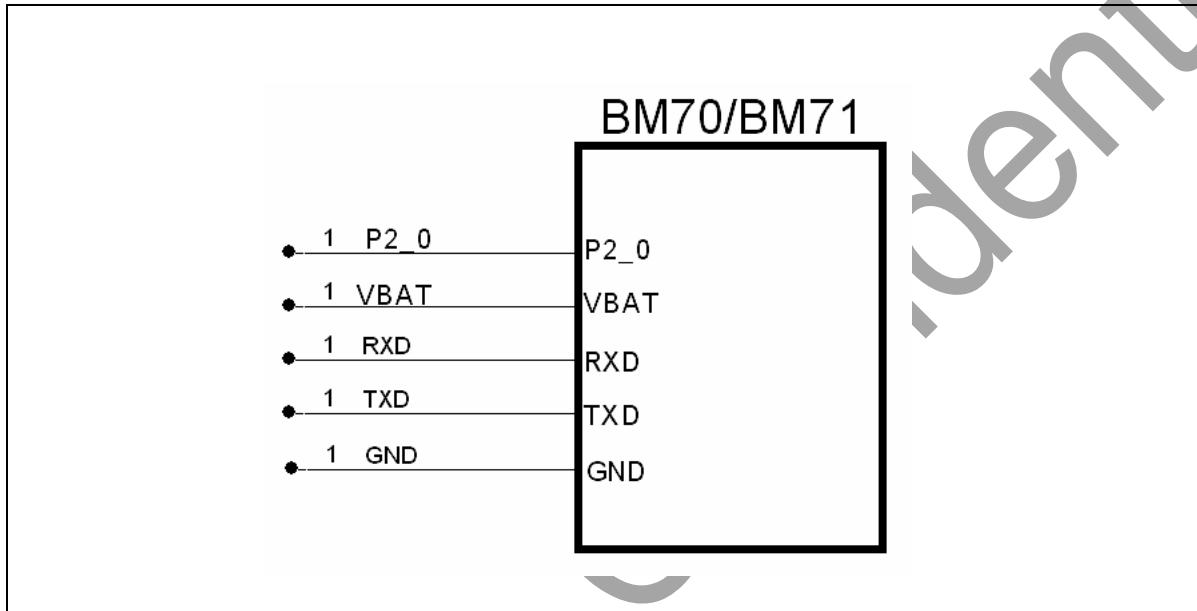 BM70/BM71
1 P2_0 P2_0
1 VBAT VBAT
1 RXD RXD
1 TXD TXD
1 GND GND